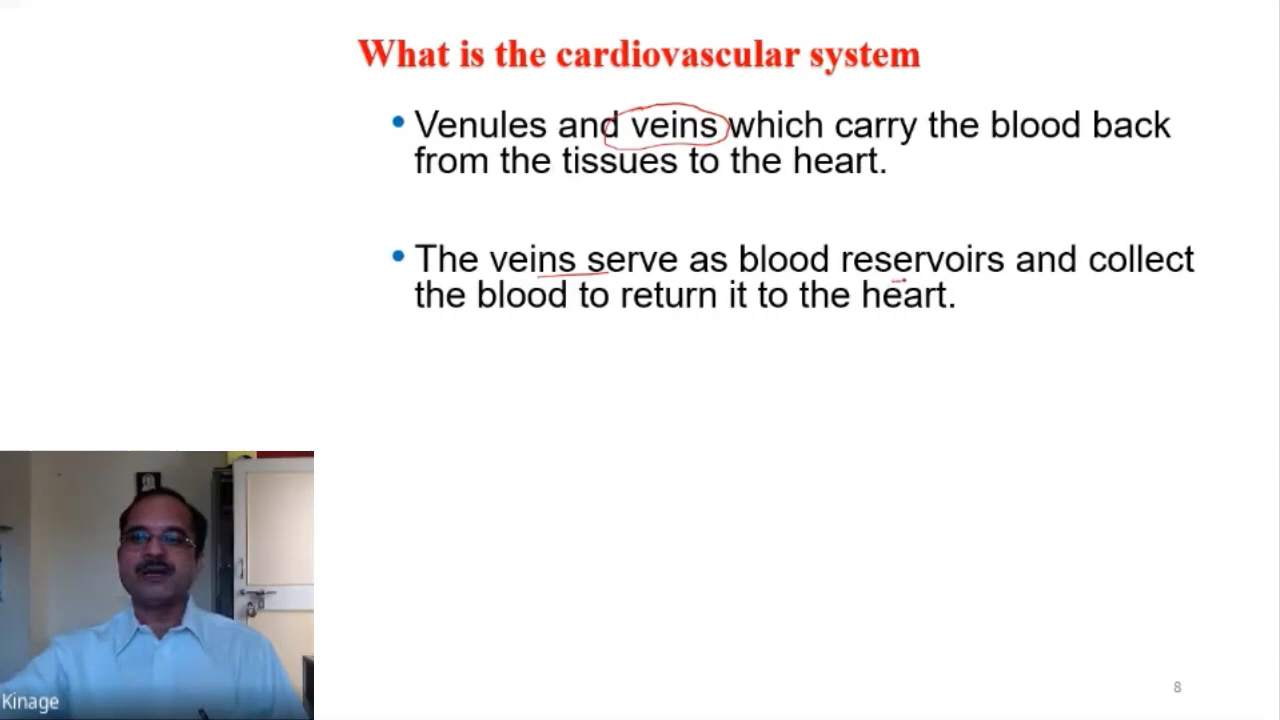 What is the cardiovascular system
• Venules and veins which carry the blood back
from the tissues to the heart.
• The veins serve as blood reservoirs and collect
the blood to return it to the heart.
Kinage
8